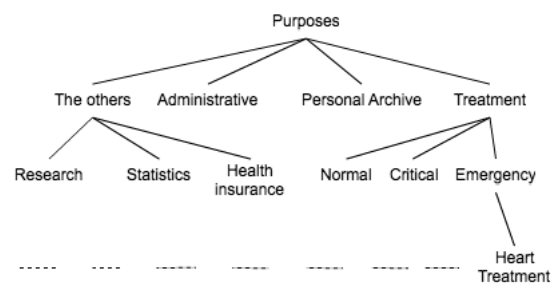 Purposes
The others Administrative Personal Archive Treatment
Research Statistics Health
insurance Normal Critical Emergency
Heart
Treatment